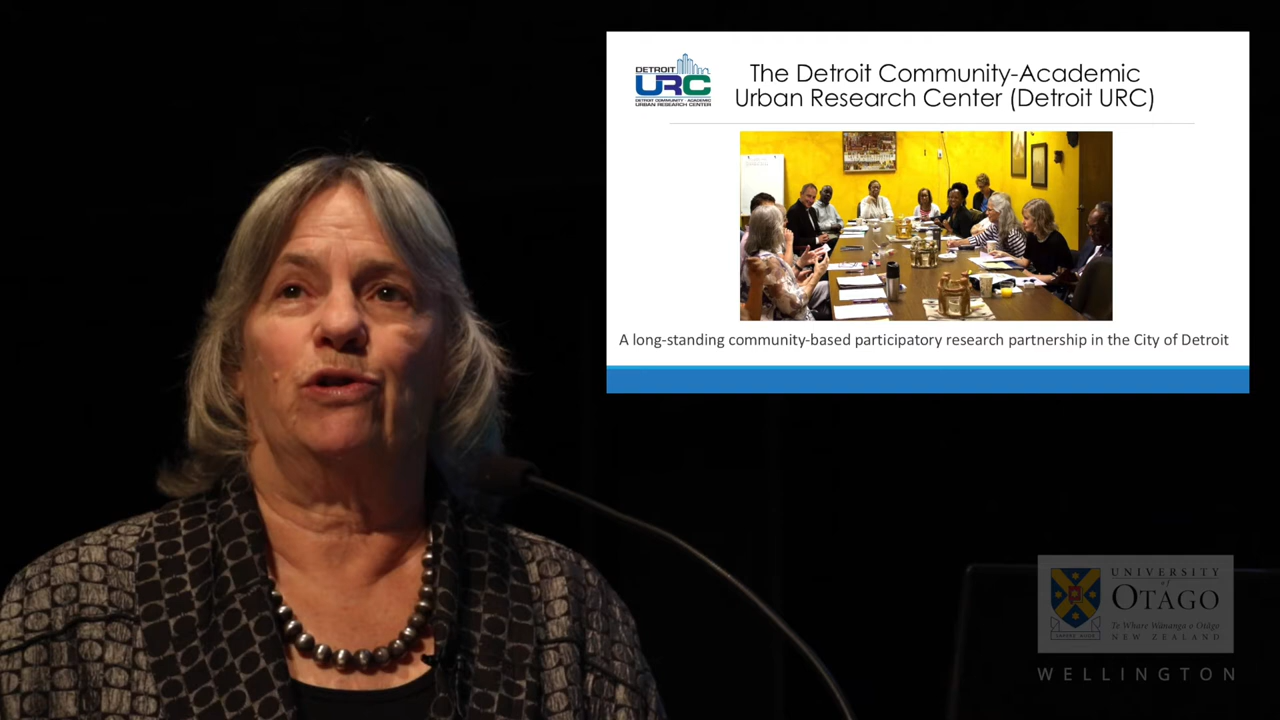 DETROIT
URC
DETROIT COMMUNITY - ACADEMIC
URBAN RESEARCH CENTER
The Detroit Community-Academic
Urban Research Center (Detroit URC)
A long-standing community-based participatory research partnership in the City of Detroit
UNIVERSITY
of
OTAGO
Te Whare Wānanga o Otāgo
NEW ZEALAND
WELLINGTON